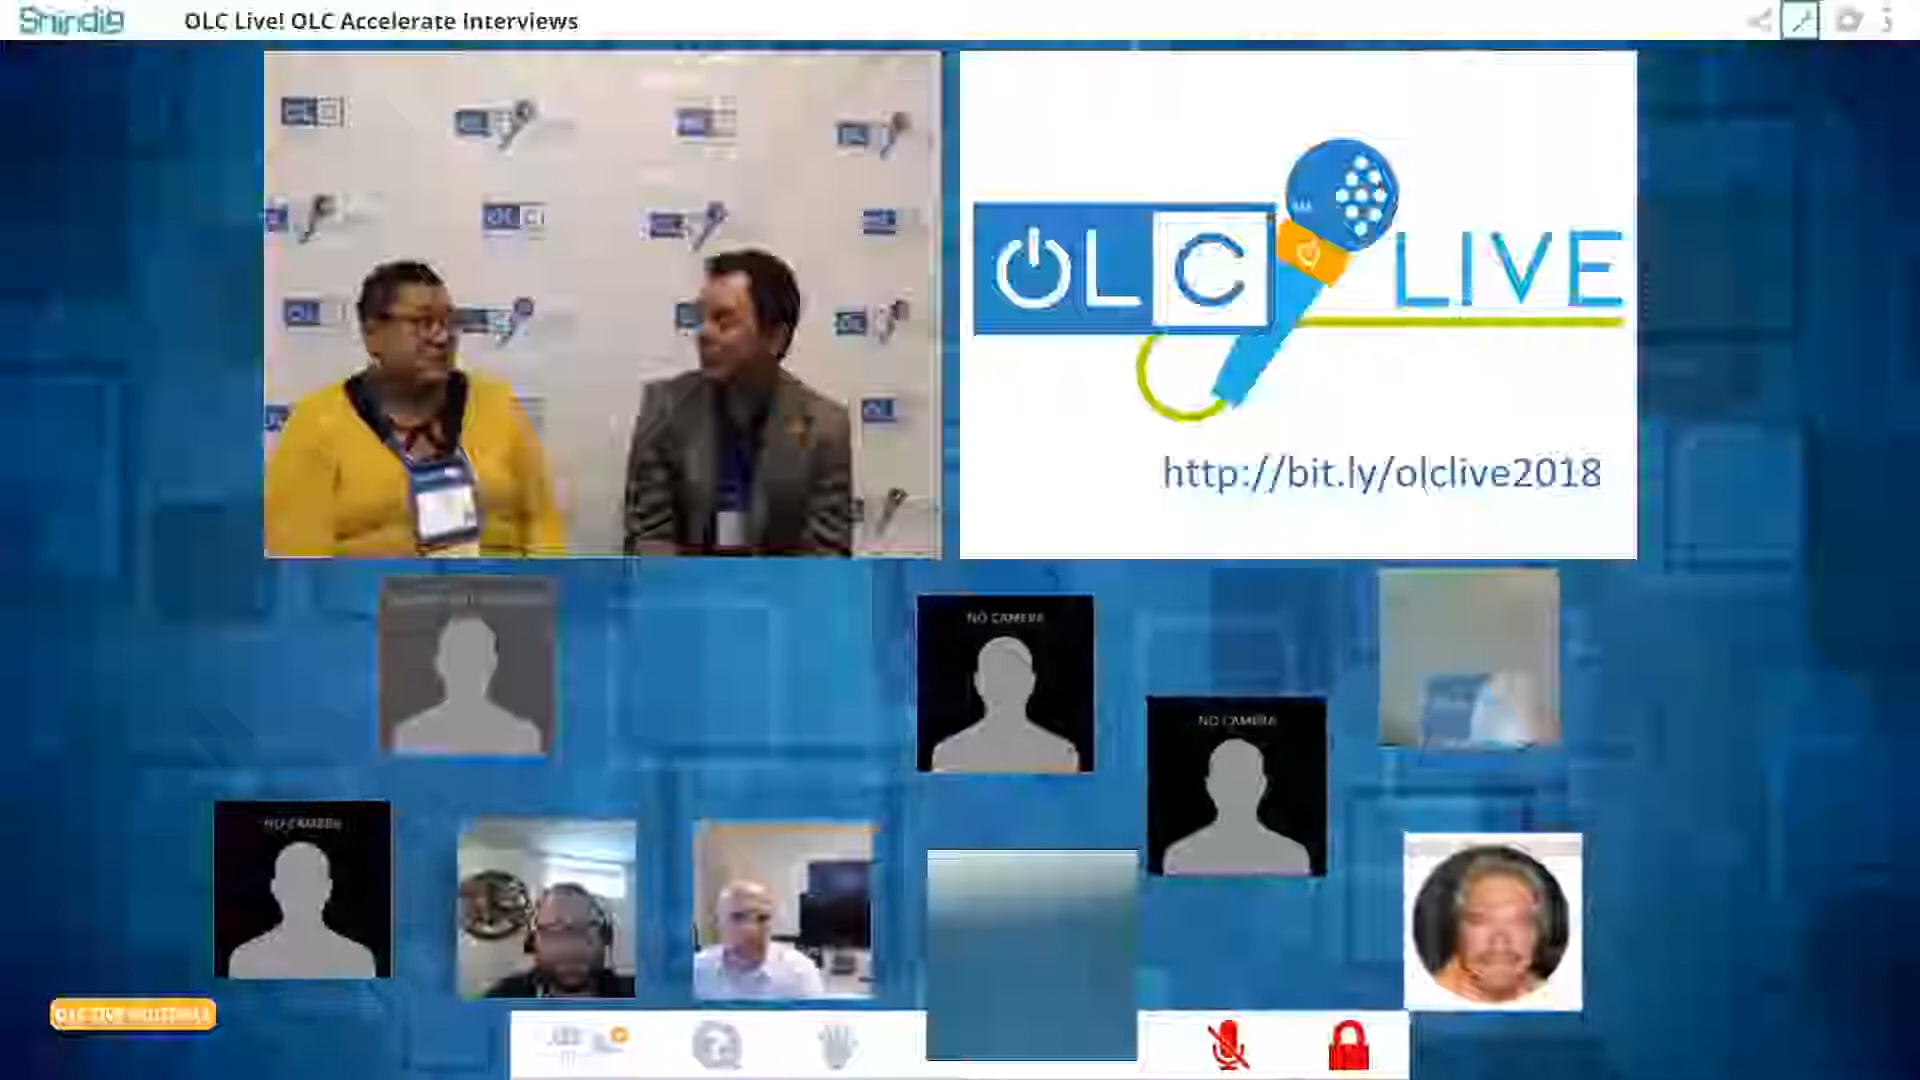 Shindig
OLC Live! OLC Accelerate Interviews
OLC LIVE
http://bit.ly/olclive2018
NO CAMERA
NO CAMERA
NO CAMERA